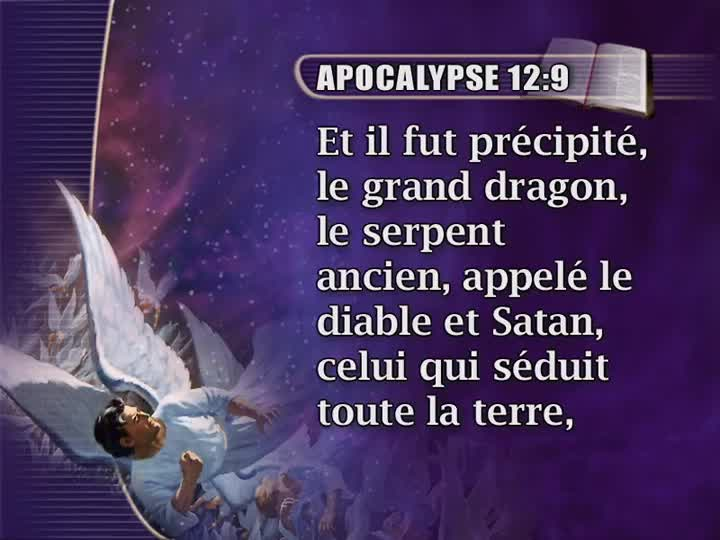 APOCALYPSE 12:9
Et il fut précipité,
le grand dragon,
le serpent
ancien, appelé le
diable et Satan,
celui qui séduit
toute la terre,